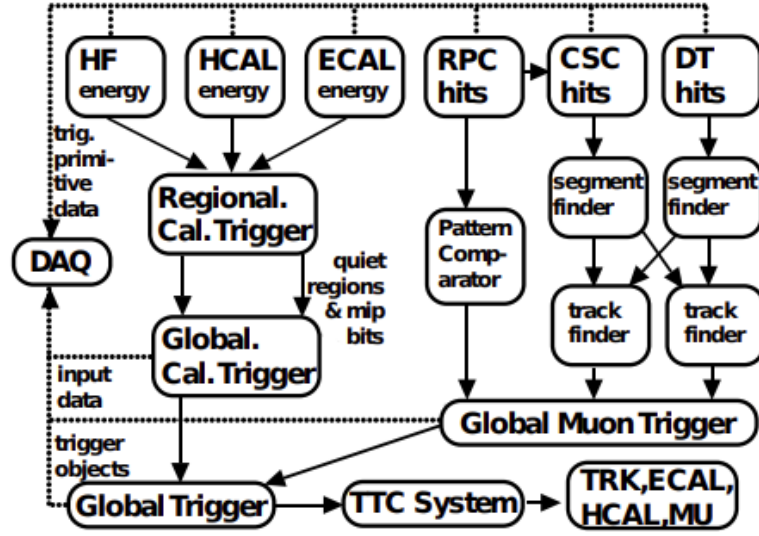 HF
energy
HCAL
energy
ECAL
energy
RPC
hits
CSC
hits
DT
hits
trig.
primi-
tive
data
Regional.
Cal. Trigger
segment
finder
segment
finder
Pattern
Comp-
arator
DAQ
quiet
regions
& mip
bits
Global.
Cal. Trigger
track
finder
track
finder
input
data
Global Muon Trigger
trigger
objects
Global Trigger
TTC System
TRK,ECAL,
HCAL,MU